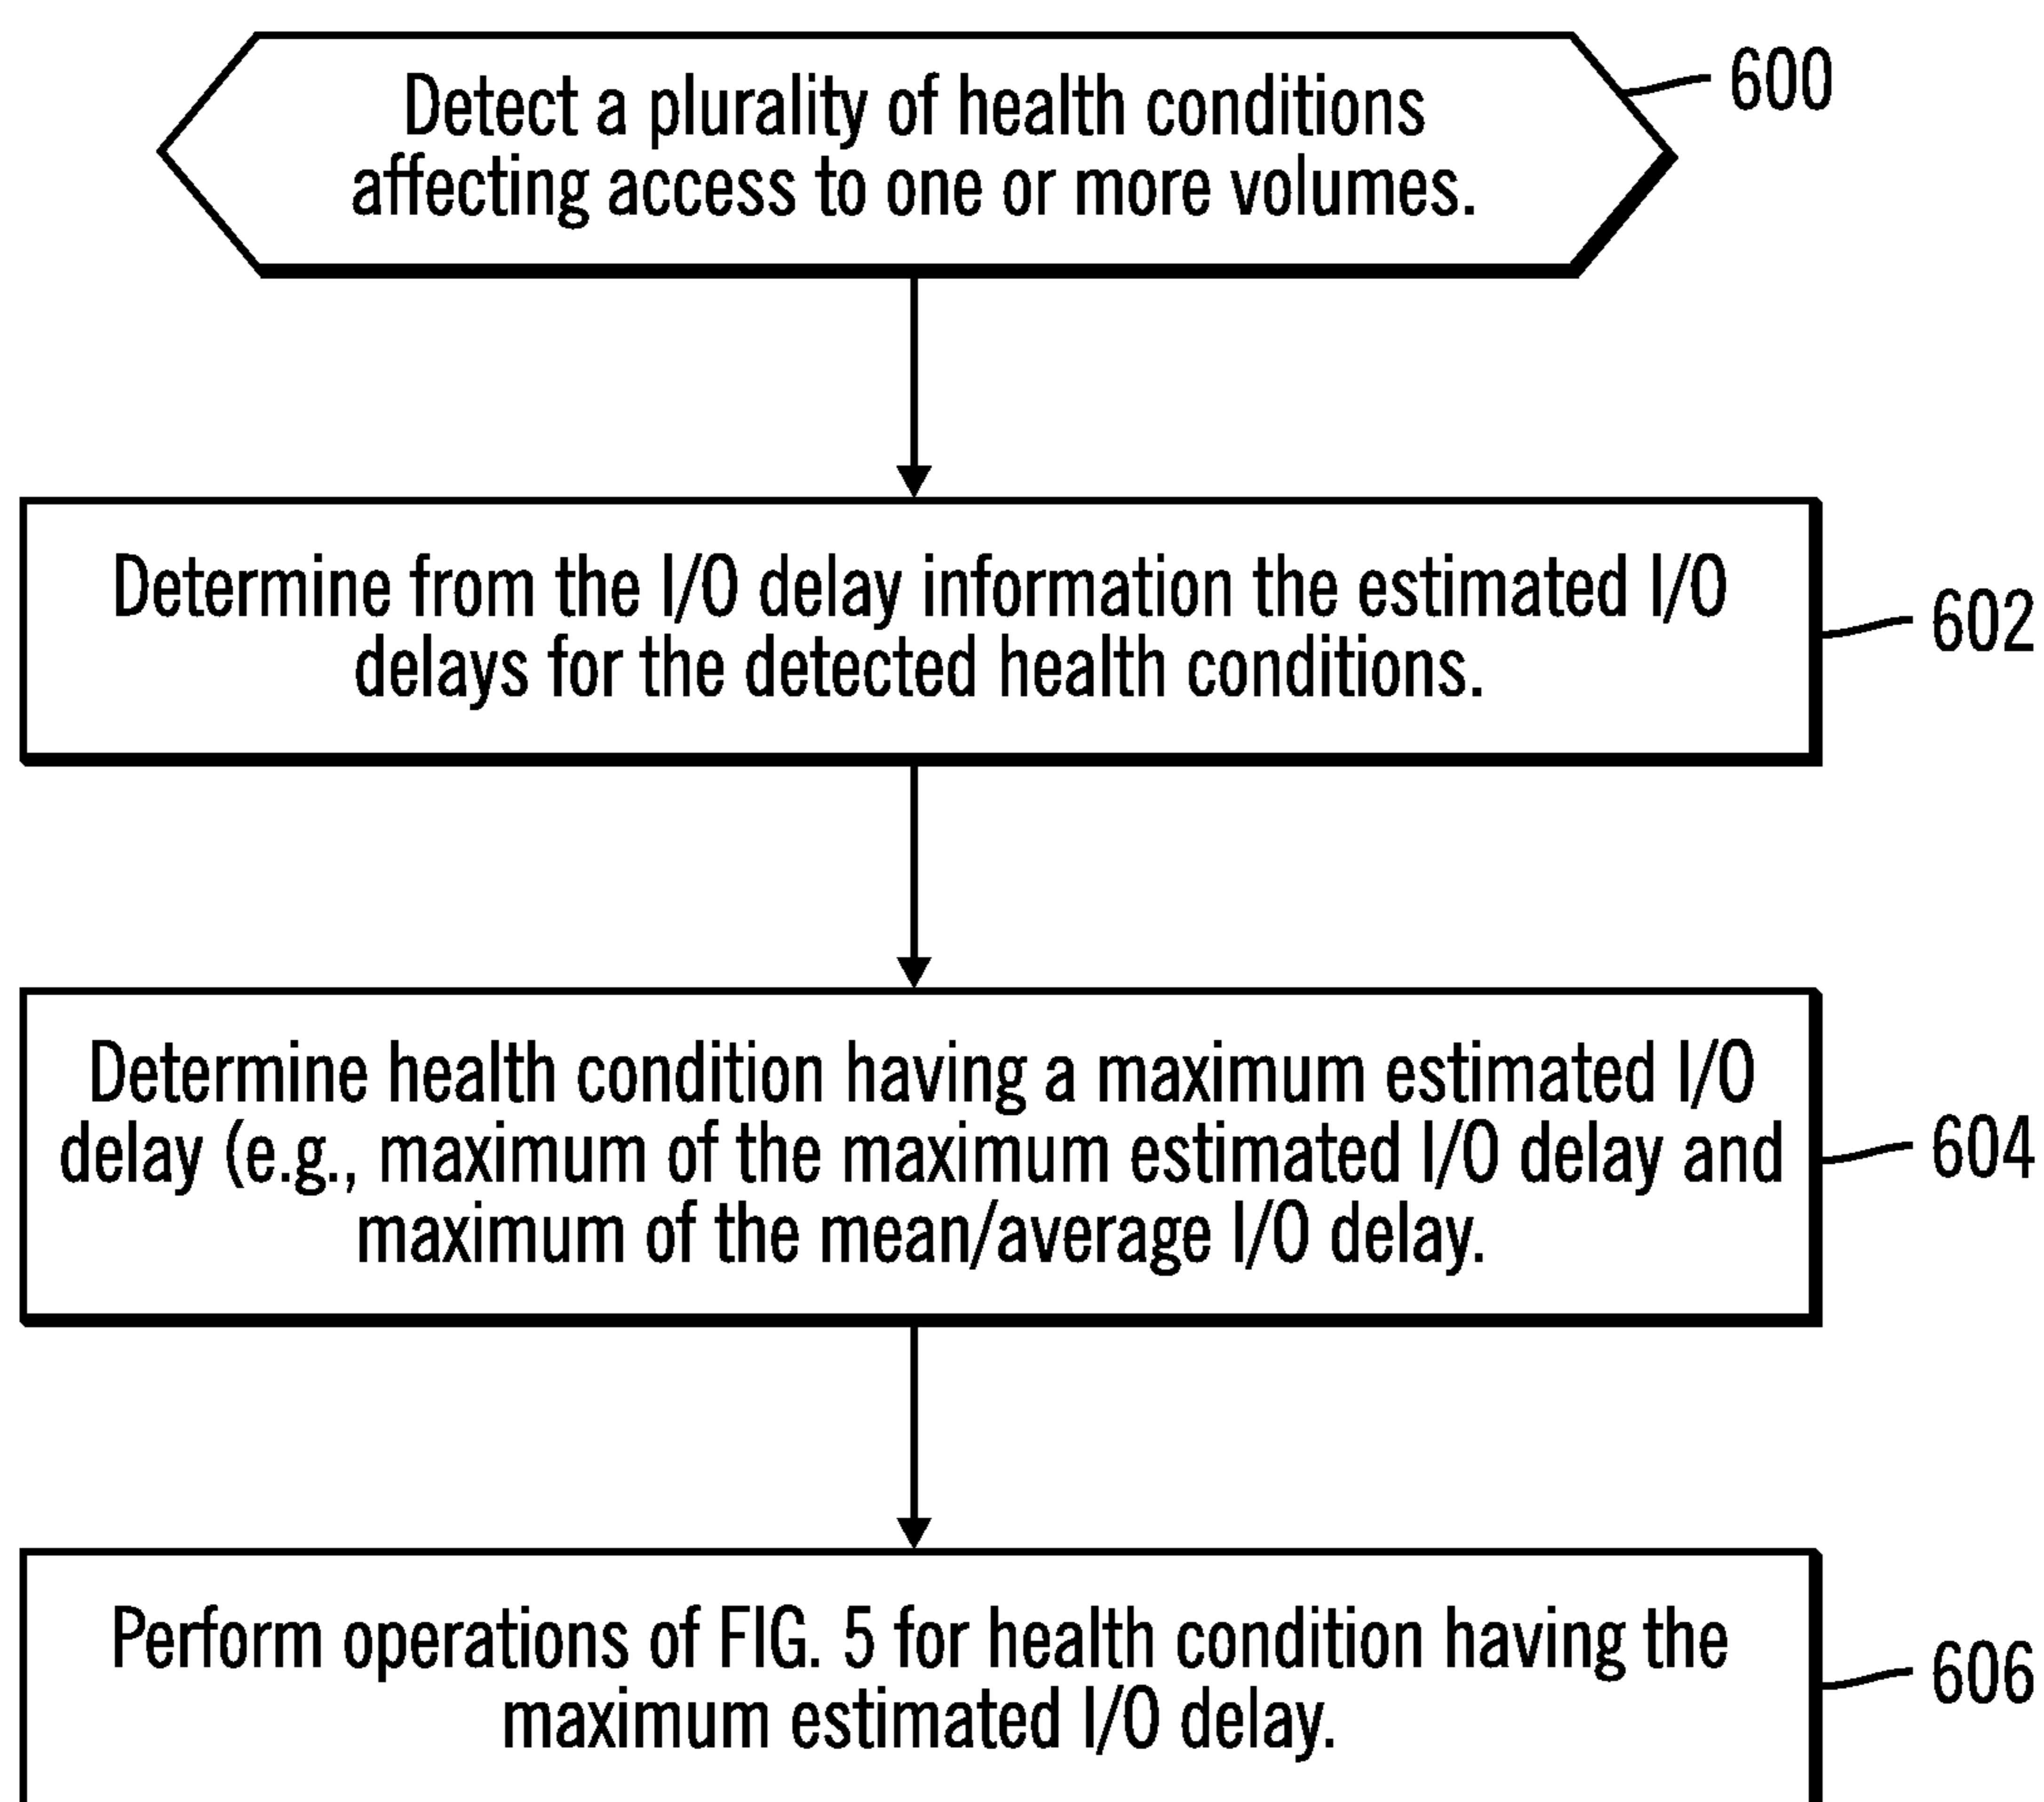 Detect a plurality of health conditions
affecting access to one or more volumes.
600
Determine from the I/O delay information the estimated I/O
delays for the detected health conditions.
602
Determine health condition having a maximum estimated I/O
delay (e.g., maximum of the maximum estimated I/O delay and
maximum of the mean/average I/O delay.
604
Perform operations of FIG. 5 for health condition having the
maximum estimated I/O delay.
606